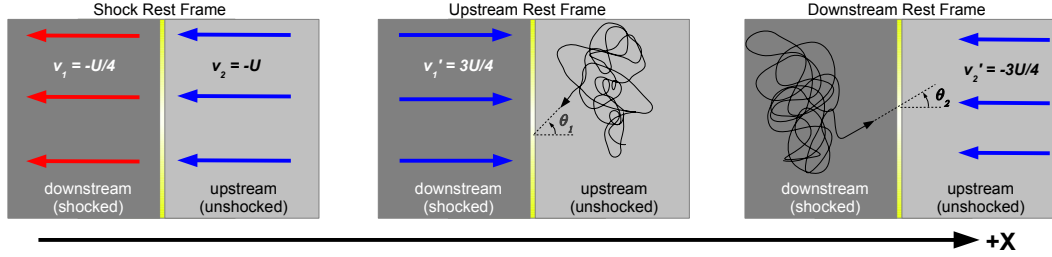 Shock Rest Frame
v₁ = -U/4
v₂ = -U
downstream
(shocked)
upstream
(unshocked)
Upstream Rest Frame
v₁' = 3U/4
θ₁
downstream
(shocked)
upstream
(unshocked)
Downstream Rest Frame
v₂' = -3U/4
θ₂
downstream
(shocked)
upstream
(unshocked)
+X